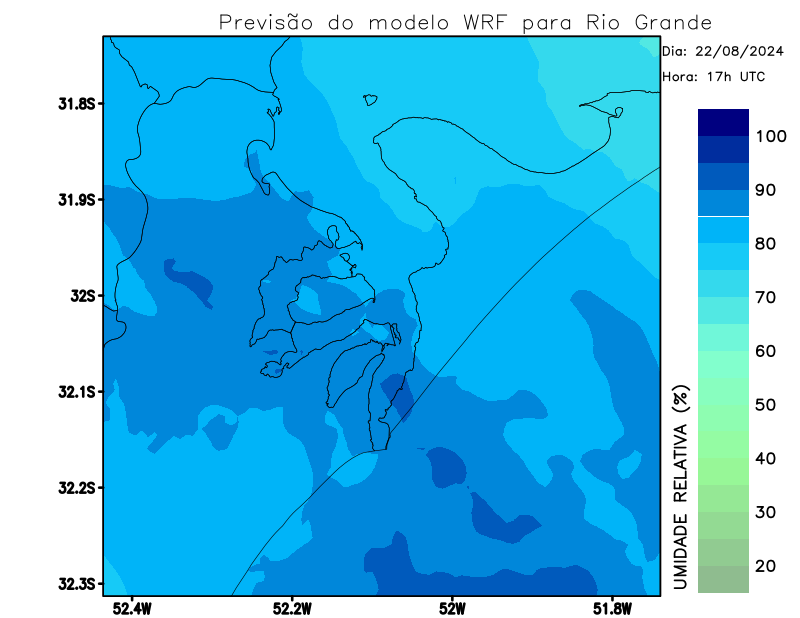 Previsão do modelo WRF para Rio Grande
Dia: 22/08/2024
Hora: 17h UTC
31.8S
31.9S
32S
32.1S
32.2S
32.3S
52.4W
52.2W
52W
51.8W
100
90
80
70
60
50
40
30
20
UMIDADE RELATIVA (%)